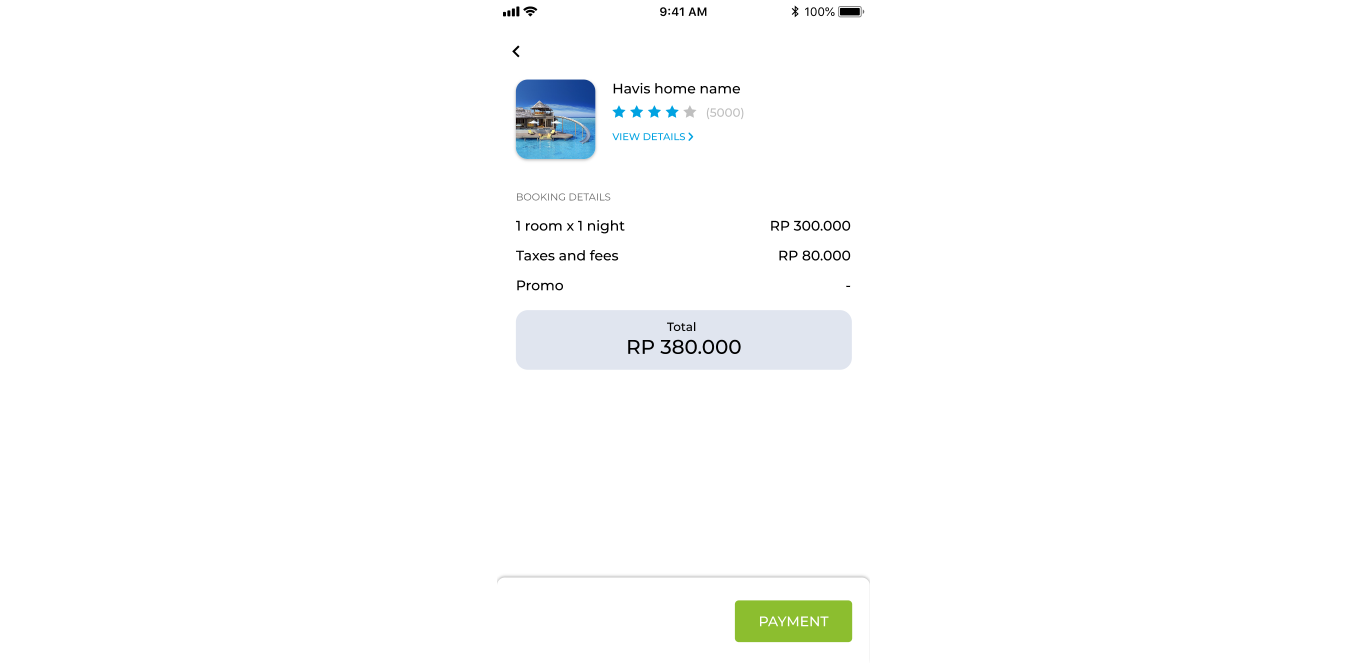 9:41 AM
100%
Havis home name
(5000)
VIEW DETAILS
BOOKING DETAILS
1 room x 1 night RP 300.000
Taxes and fees RP 80.000
Promo -
Total
RP 380.000
PAYMENT